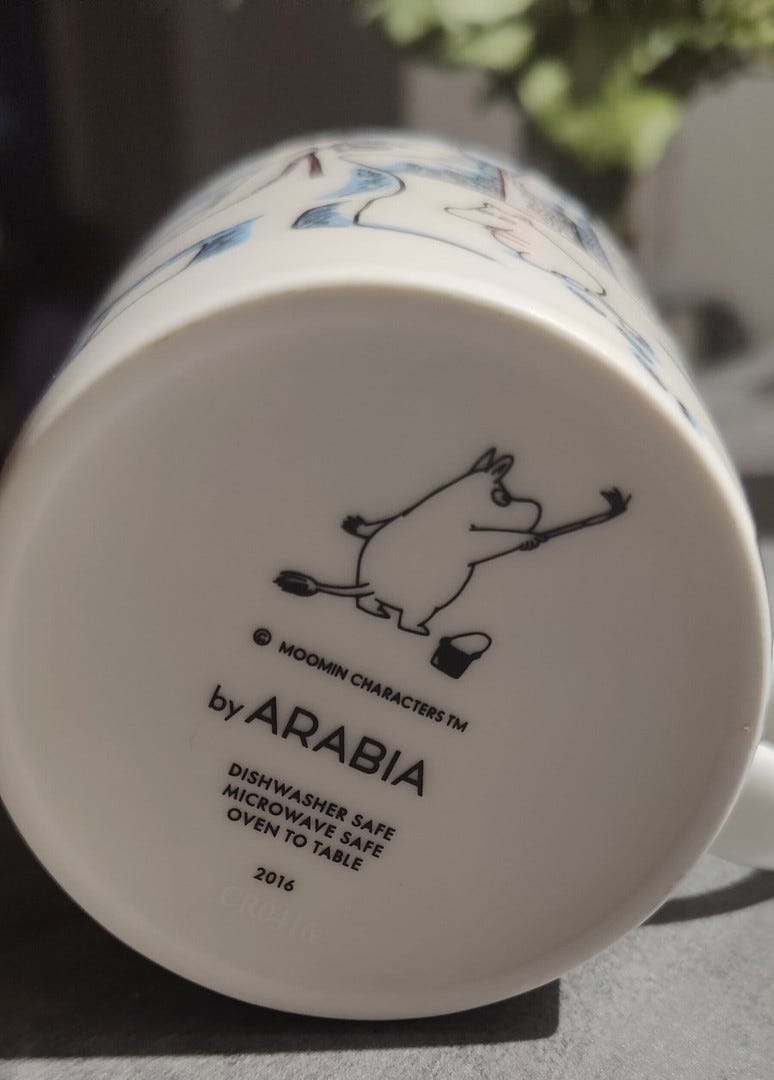 © MOOMIN CHARACTERS™
by ARABIA
DISHWASHER SAFE
MICROWAVE SAFE
OVEN TO TABLE
2016